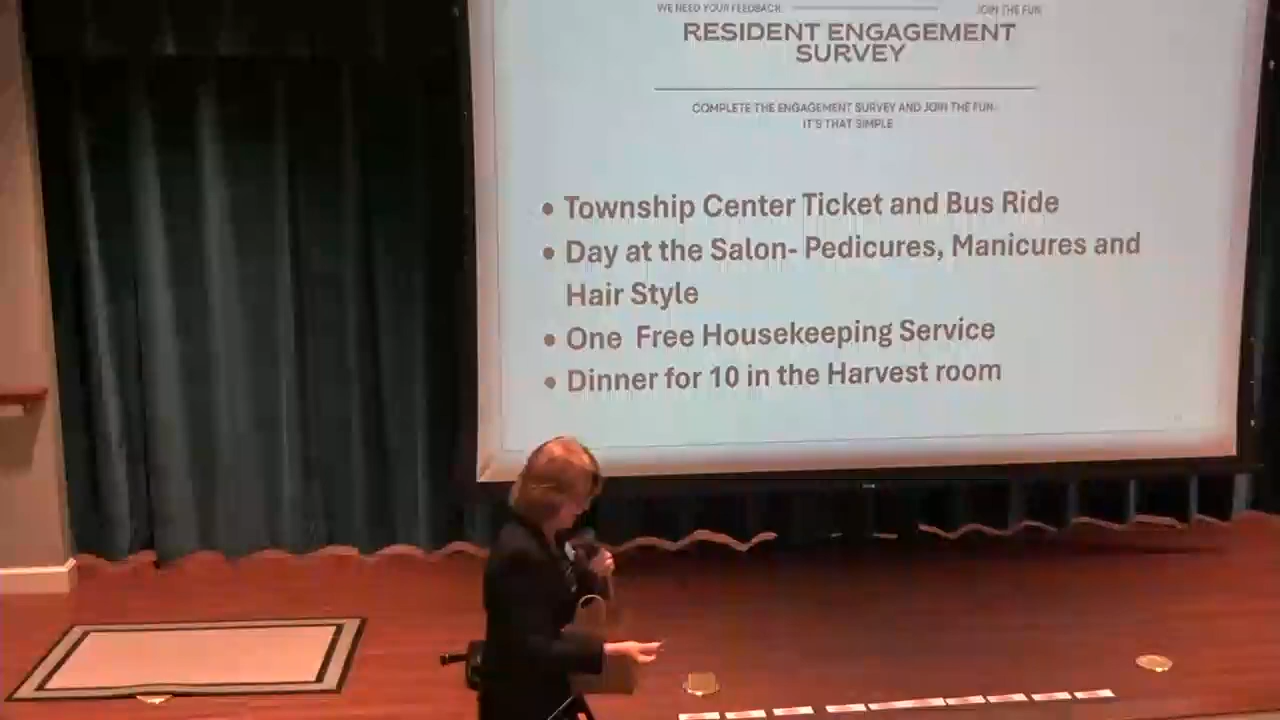 WE NEED YOUR FEEDBACK
JOIN THE FUN
RESIDENT ENGAGEMENT
SURVEY
COMPLETE THE ENGAGEMENT SURVEY AND JOIN THE FUN.
IT'S THAT SIMPLE
• Township Center Ticket and Bus Ride
• Day at the Salon- Pedicures, Manicures and
Hair Style
• One Free Housekeeping Service
• Dinner for 10 in the Harvest room